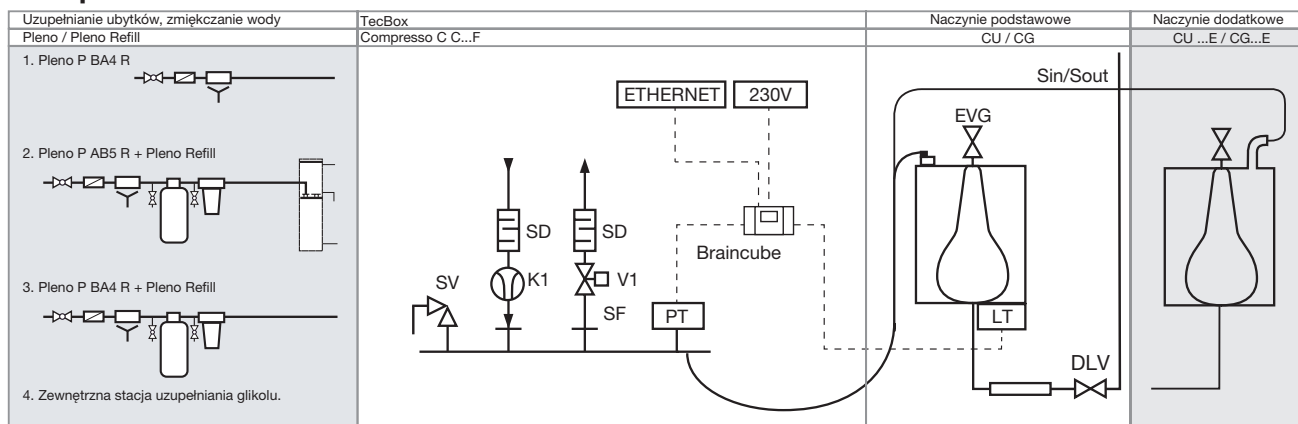 Uzupełnianie ubytków, zmiękczanie wody
TecBox
Naczynie podstawowe
Naczynie dodatkowe
Pleno / Pleno Refill
Compresso C C...F
CU / CG
CU ...E / CG...E
1. Pleno P BA4 R
2. Pleno P AB5 R + Pleno Refill
3. Pleno P BA4 R + Pleno Refill
4. Zewnętrzna stacja uzupełniania glikolu.
ETHERNET
230V
SD
SD
Braincube
K1
V1
SV
SF
PT
Sin/Sout
EVG
LT
DLV